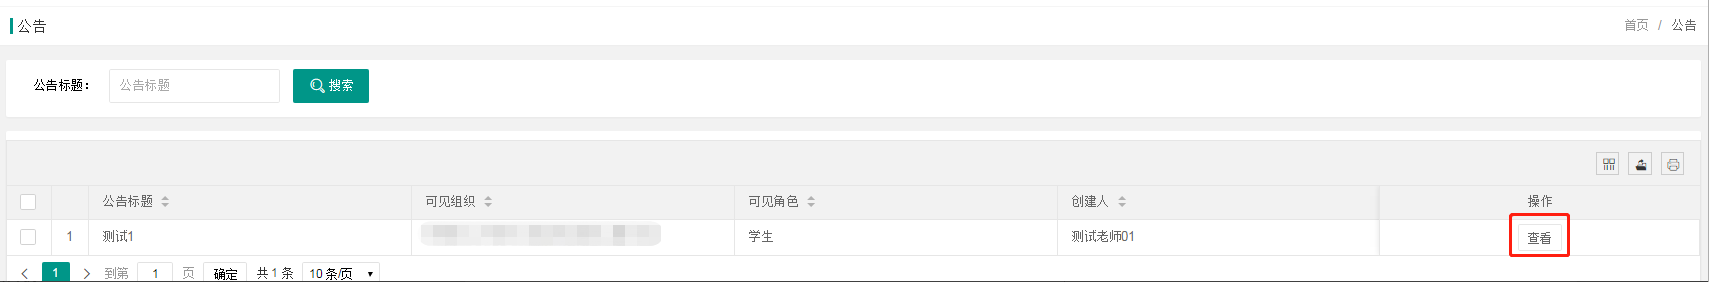 公告
首页 / 公告
公告标题： 公告标题 搜索
公告标题 可见组织 可见角色 创建人 操作
1 测试1 学生 测试老师01 查看
1 到第 1 页 确定 共 1 条 10 条/页